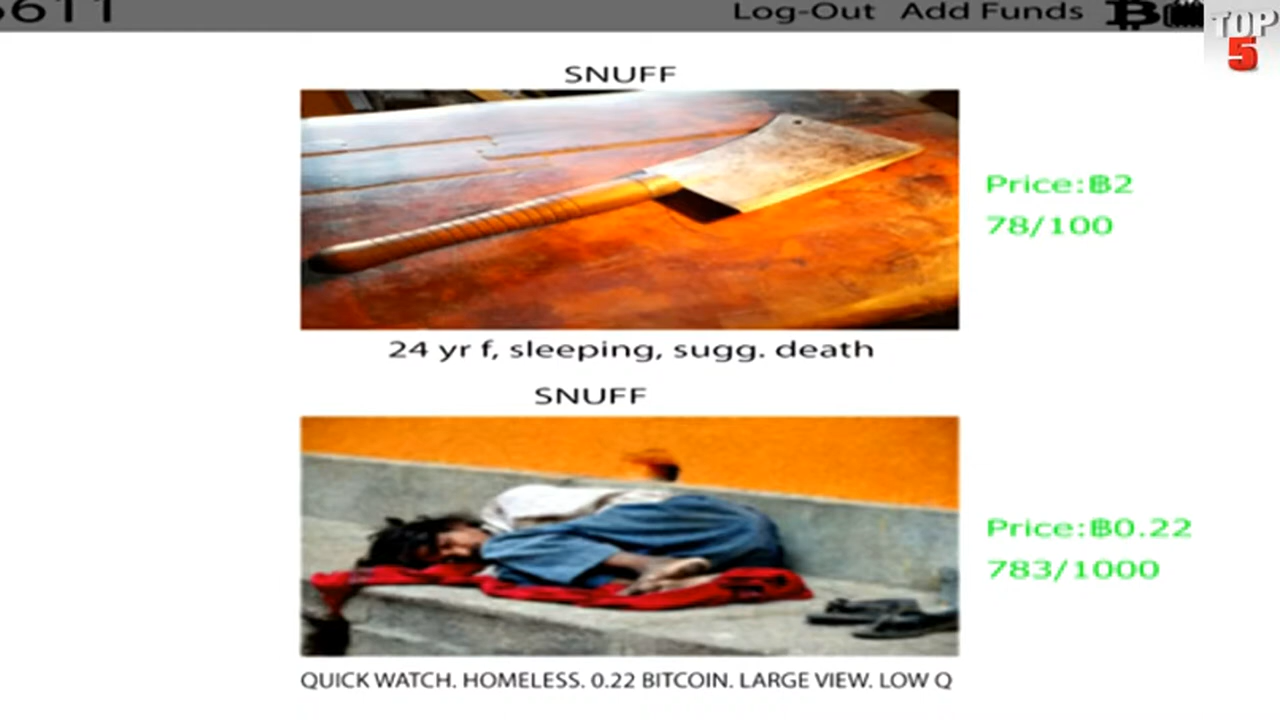 Log-Out Add Funds
TOP
5
SNUFF
Price:฿2
78/100
24 yr f, sleeping, sugg. death
SNUFF
Price:฿0.22
783/1000
QUICK WATCH. HOMELESS. 0.22 BITCOIN. LARGE VIEW. LOW Q